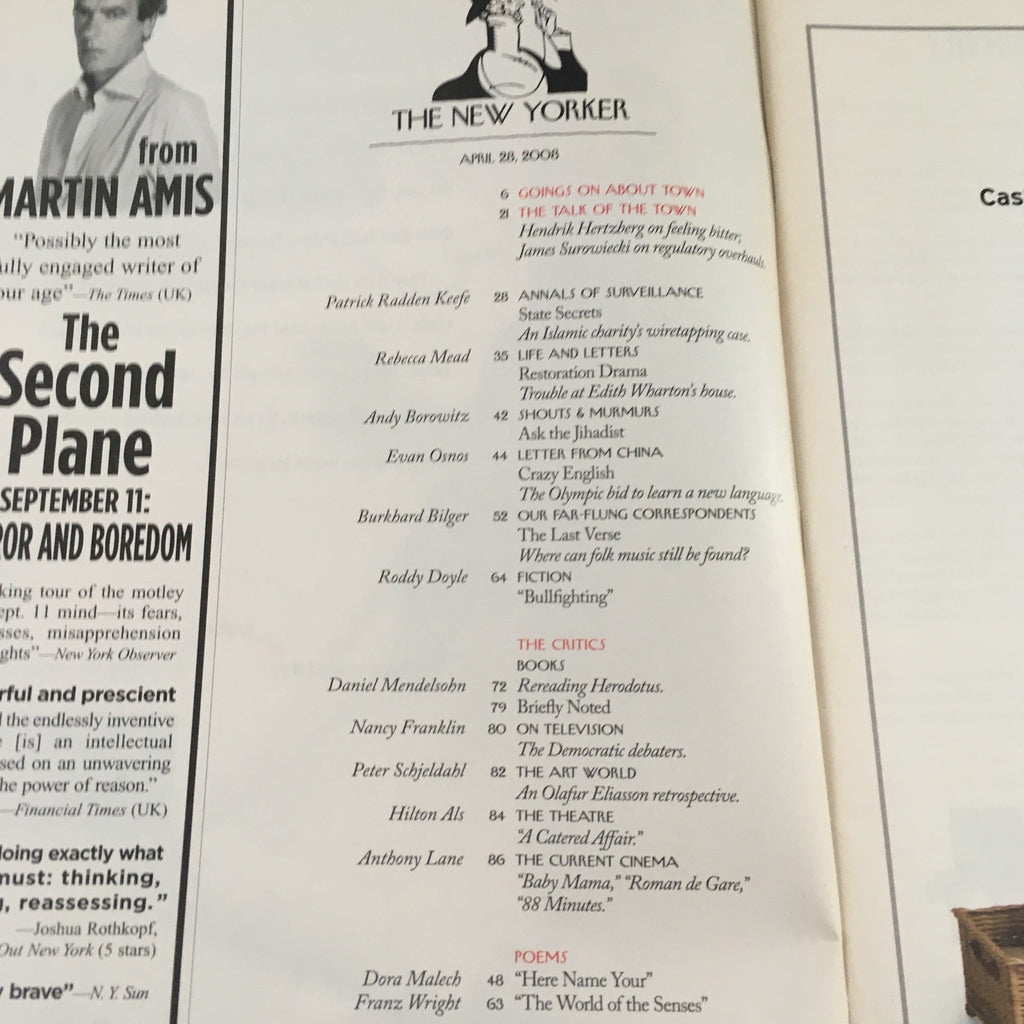 from
MARTIN AMIS
"Possibly the most
engaged writer of
age"—The Times (UK)
The
Second
Plane
SEPTEMBER 11:
AND BOREDOM
tour of the motley
11 mind—its fears,
misapprehension
New York Observer
and prescient
the endlessly inventive
[is] an intellectual
on an unwavering
power of reason."
—Financial Times (UK)
exactly what
must: thinking,
reassessing."
—Joshua Rothkopf,
Out New York (5 stars)
brave"—N. Y. Sun
THE NEW YORKER
APRIL 28, 2008
6 GOINGS ON ABOUT TOWN
21 THE TALK OF THE TOWN
Hendrik Hertzberg on feeling bitter;
James Surowiecki on regulatory overhauls.
Patrick Radden Keefe 28 ANNALS OF SURVEILLANCE
State Secrets
An Islamic charity's wiretapping case.
Rebecca Mead 35 LIFE AND LETTERS
Restoration Drama
Trouble at Edith Wharton's house.
Andy Borowitz 42 SHOUTS & MURMURS
Ask the Jihadist
Evan Osnos 44 LETTER FROM CHINA
Crazy English
The Olympic bid to learn a new language.
Burkhard Bilger 52 OUR FAR-FLUNG CORRESPONDENTS
The Last Verse
Where can folk music still be found?
Roddy Doyle 64 FICTION
"Bullfighting"
THE CRITICS
BOOKS
Daniel Mendelsohn 72 Rereading Herodotus.
79 Briefly Noted
Nancy Franklin 80 ON TELEVISION
The Democratic debaters.
Peter Schjeldahl 82 THE ART WORLD
An Olafur Eliasson retrospective.
Hilton Als 84 THE THEATRE
"A Catered Affair."
Anthony Lane 86 THE CURRENT CINEMA
"Baby Mama," "Roman de Gare,"
"88 Minutes."
POEMS
Dora Malech 48 "Here Name Your"
Franz Wright 63 "The World of the Senses"
Cas